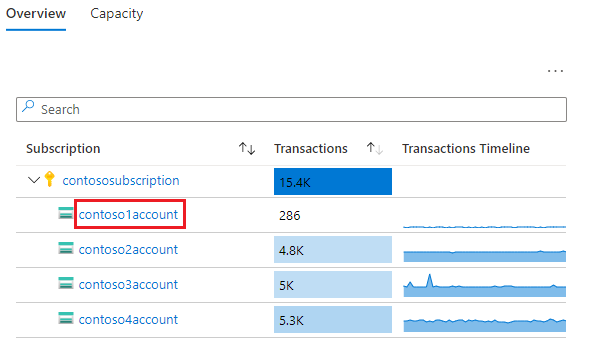 Overview Capacity
...
Search
Subscription Transactions Transactions Timeline
contososubscription 15.4K
contoso1account 286
contoso2account 4.8K
contoso3account 5K
contoso4account 5.3K